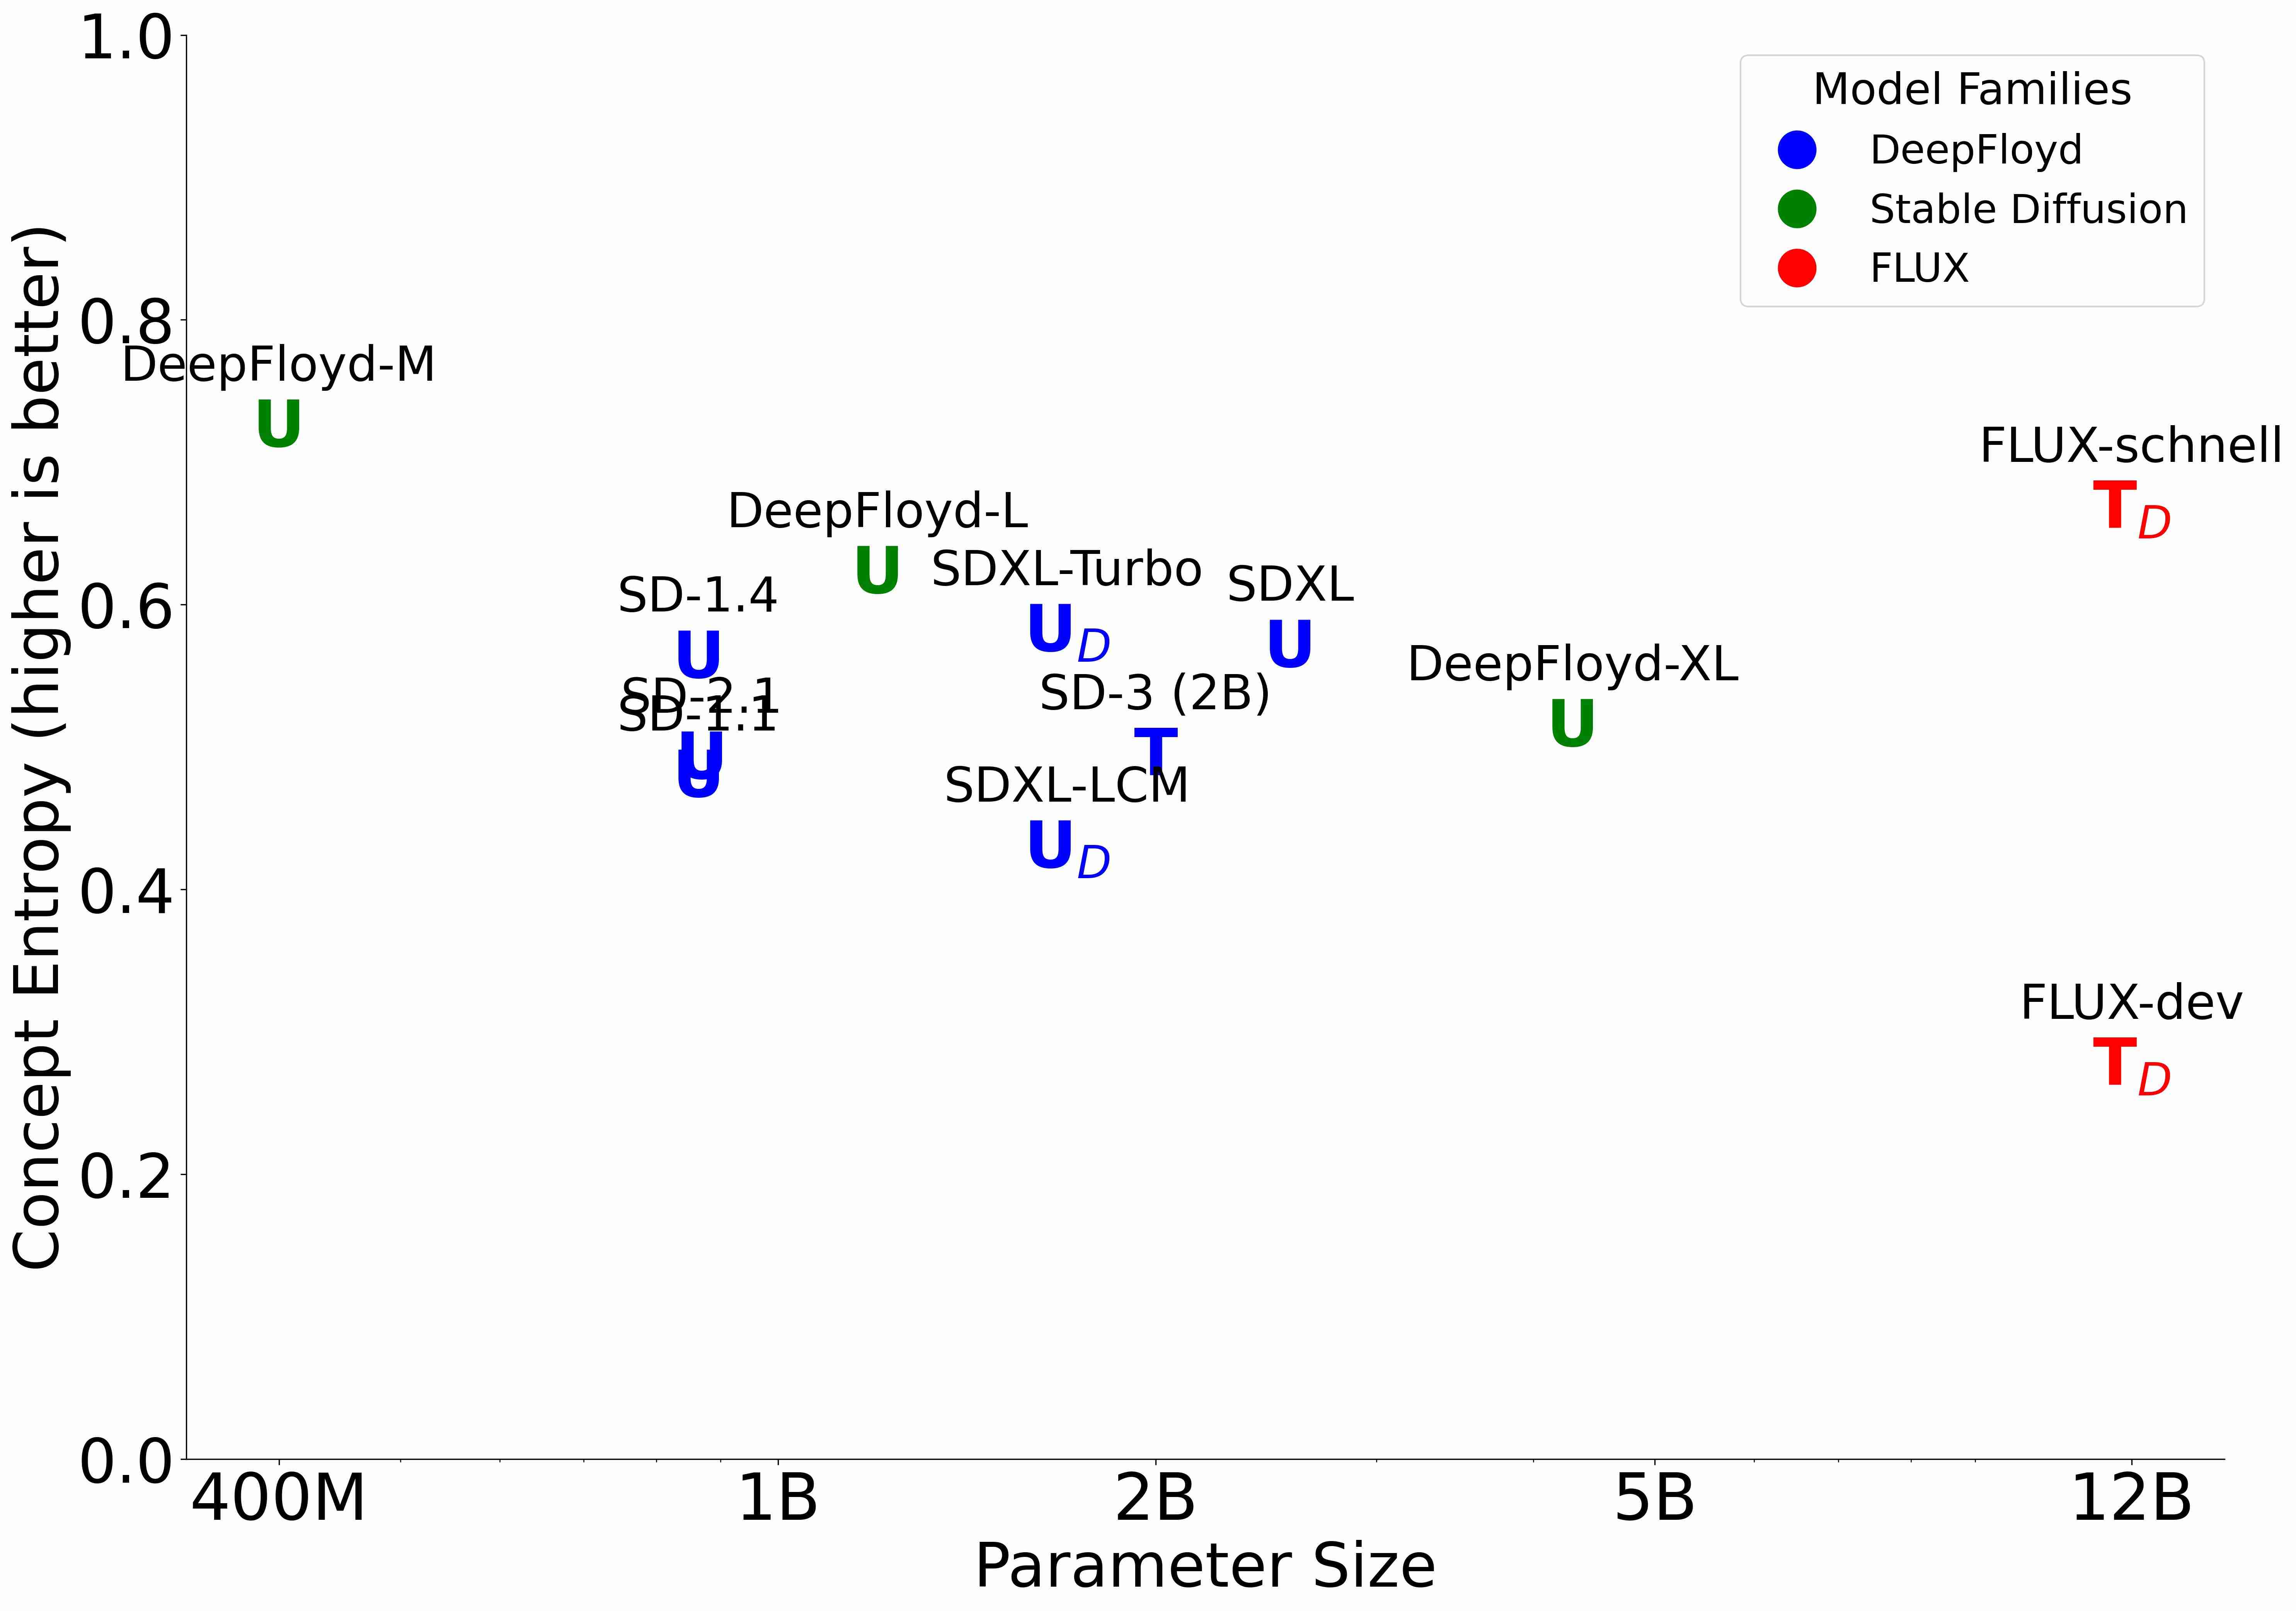 Concept Entropy (higher is better)
1.0
0.8
0.6
0.4
0.2
0.0
Model Families
DeepFloyd
Stable Diffusion
FLUX
DeepFloyd-M
U
FLUX-schnell
T D
DeepFloyd-L
U
SDXL-Turbo
U D
SDXL
U
SD-1.4
U
DeepFloyd-XL
U
SD-2.1
U
SD-1.1
U
SD-3 (2B)
T
SDXL-LCM
U D
FLUX-dev
T D
400M
1B
2B
5B
12B
Parameter Size